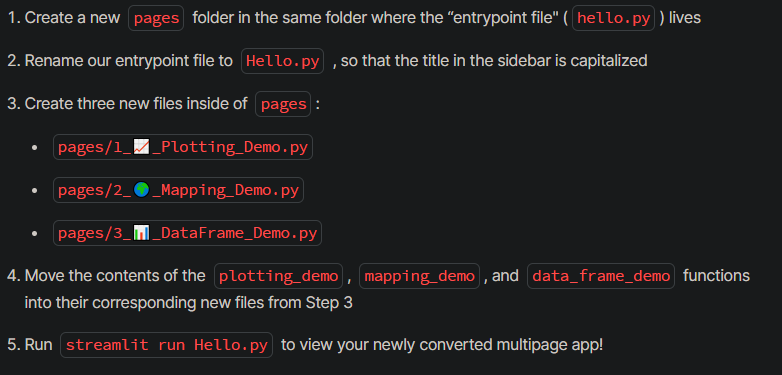 1. Create a new pages folder in the same folder where the “entrypoint file" ( hello.py ) lives
2. Rename our entrypoint file to Hello.py , so that the title in the sidebar is capitalized
3. Create three new files inside of pages :
• pages/1_📈_Plotting_Demo.py
• pages/2_🌍_Mapping_Demo.py
• pages/3_📊_DataFrame_Demo.py
4. Move the contents of the plotting_demo , mapping_demo , and data_frame_demo functions
into their corresponding new files from Step 3
5. Run streamlit run Hello.py to view your newly converted multipage app!